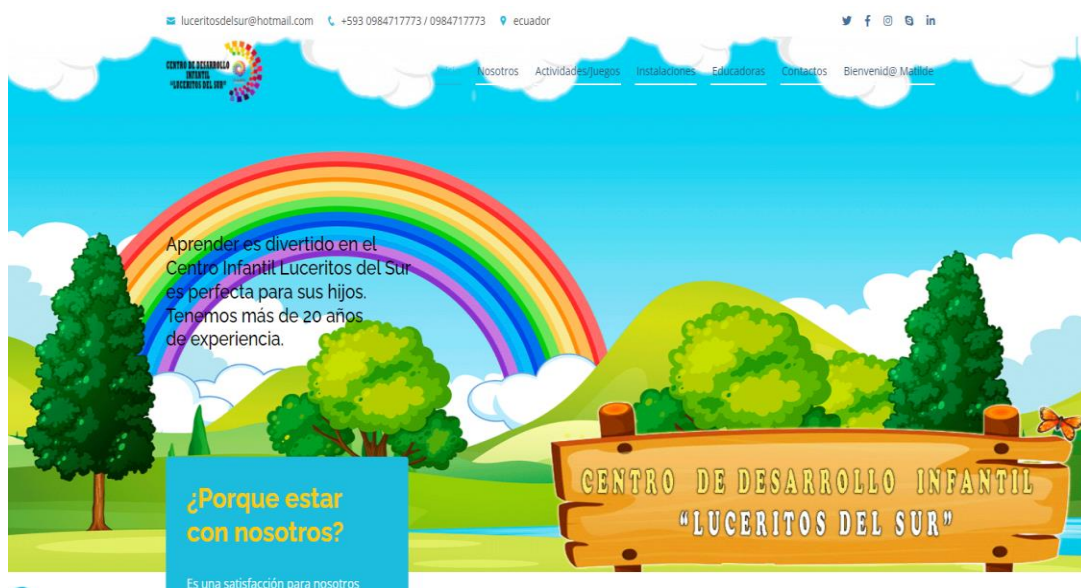 luceritosdelsur@hotmail.com +593 0984717773 / 0984717773 ecuador
CENTRO DE DESARROLLO
INFANTIL
"LUCERITOS DEL SUR"
Nosotros Actividades/Juegos Instalaciones Educadoras Contactos Bienvenid@ Matilde
Aprender es divertido en el
Centro Infantil Luceritos del Sur
es perfecta para sus hijos.
Tenemos más de 20 años
de experiencia.
CENTRO DE DESARROLLO INFANTIL
"LUCERITOS DEL SUR"
¿Porque estar
con nosotros?
Es una satisfacción para nosotros